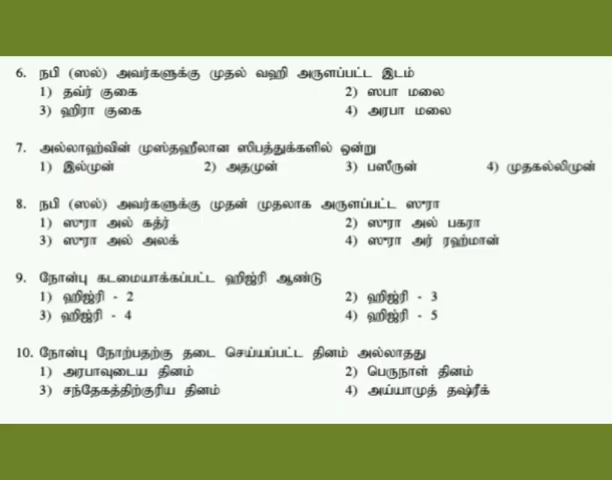 6. நபி (ஸல்) அவர்களுக்கு முதல் வஹி அருளப்பட்ட இடம்
1) தவ்ர் குகை 2) ஸபா மலை
3) ஹிரா குகை 4) அரபா மலை
7. அல்லாஹ்வின் முஸ்தஹீலான ஸிபத்துக்களில் ஒன்று
1) இல்முன் 2) அதமுன் 3) பஸீருன் 4) முதகல்லிமுன்
8. நபி (ஸல்) அவர்களுக்கு முதன் முதலாக அருளப்பட்ட ஸுரா
1) ஸுரா அல் கத்ர் 2) ஸுரா அல் பகரா
3) ஸுரா அல் அலக் 4) ஸுரா அர் ரஹ்மான்
9. நோன்பு கடமையாக்கப்பட்ட ஹிஜ்ரி ஆண்டு
1) ஹிஜ்ரி - 2 2) ஹிஜ்ரி - 3
3) ஹிஜ்ரி - 4 4) ஹிஜ்ரி - 5
10. நோன்பு நோற்பதற்கு தடை செய்யப்பட்ட தினம் அல்லாதது
1) அரபாவுடைய தினம் 2) பெருநாள் தினம்
3) சந்தேகத்திற்குரிய தினம் 4) அய்யாமுத் தஷ்ரீக்